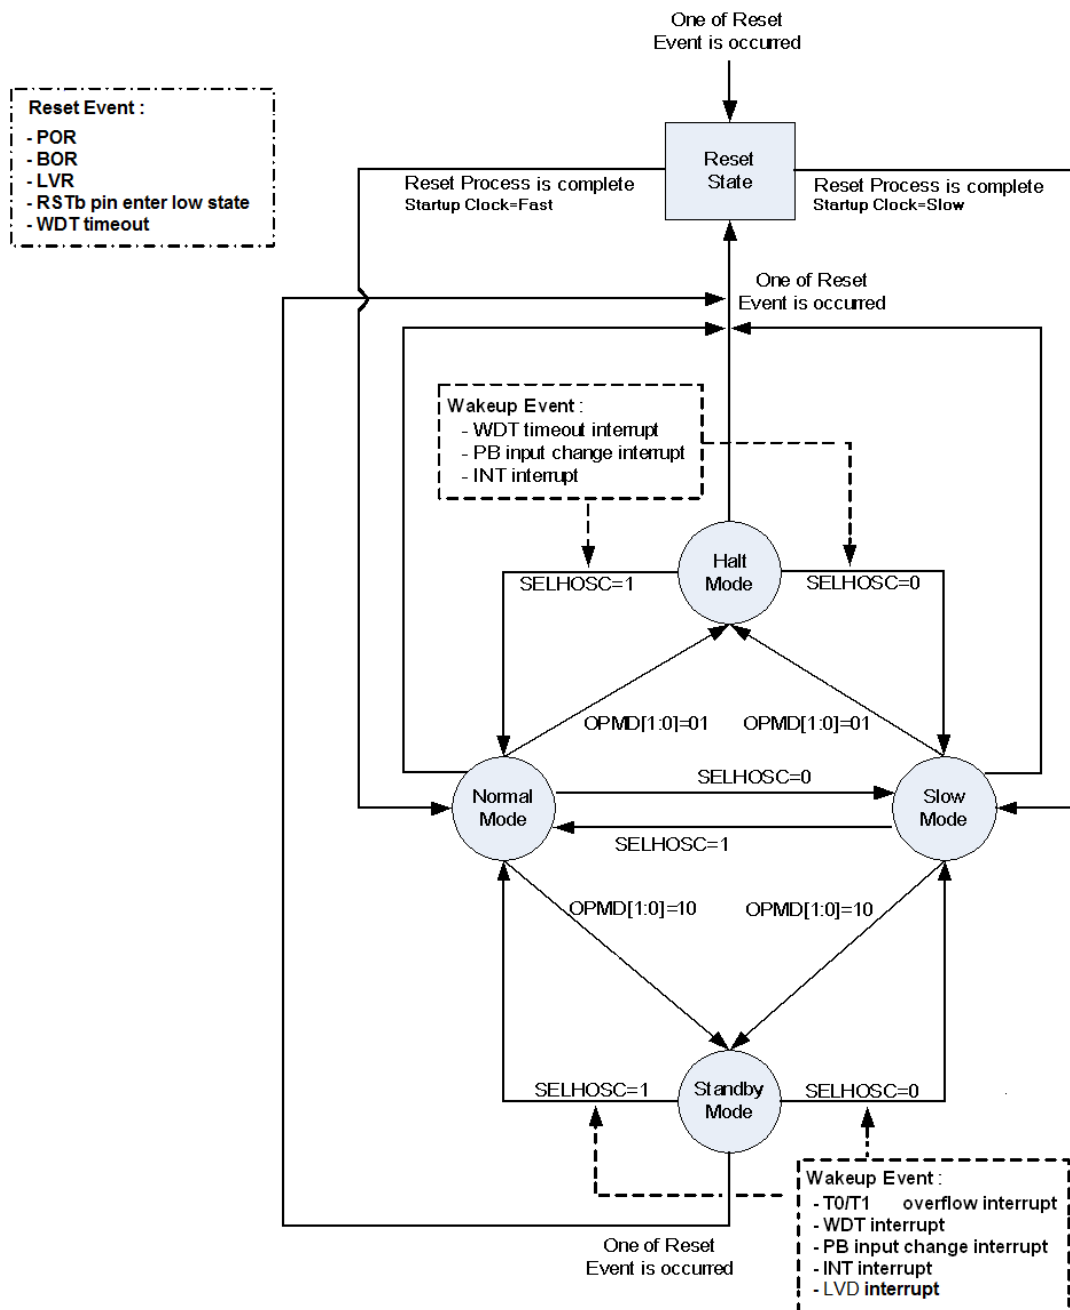 One of Reset
Event is occurred
Reset Event :
- POR
- BOR
- LVR
- RSTb pin enter low state
- WDT timeout
Reset
State
Reset Process is complete
Startup Clock=Fast
Reset Process is complete
Startup Clock=Slow
One of Reset
Event is occurred
Wakeup Event :
- WDT timeout interrupt
- PB input change interrupt
- INT interrupt
Halt
Mode
SELHOSC=1
SELHOSC=0
OPMD[1:0]=01
OPMD[1:0]=01
SELHOSC=0
Normal
Mode
Slow
Mode
SELHOSC=1
OPMD[1:0]=10
OPMD[1:0]=10
SELHOSC=1
Standby
Mode
SELHOSC=0
Wakeup Event :
- T0/T1 overflow interrupt
- WDT interrupt
- PB input change interrupt
- INT interrupt
- LVD interrupt
One of Reset
Event is occurred